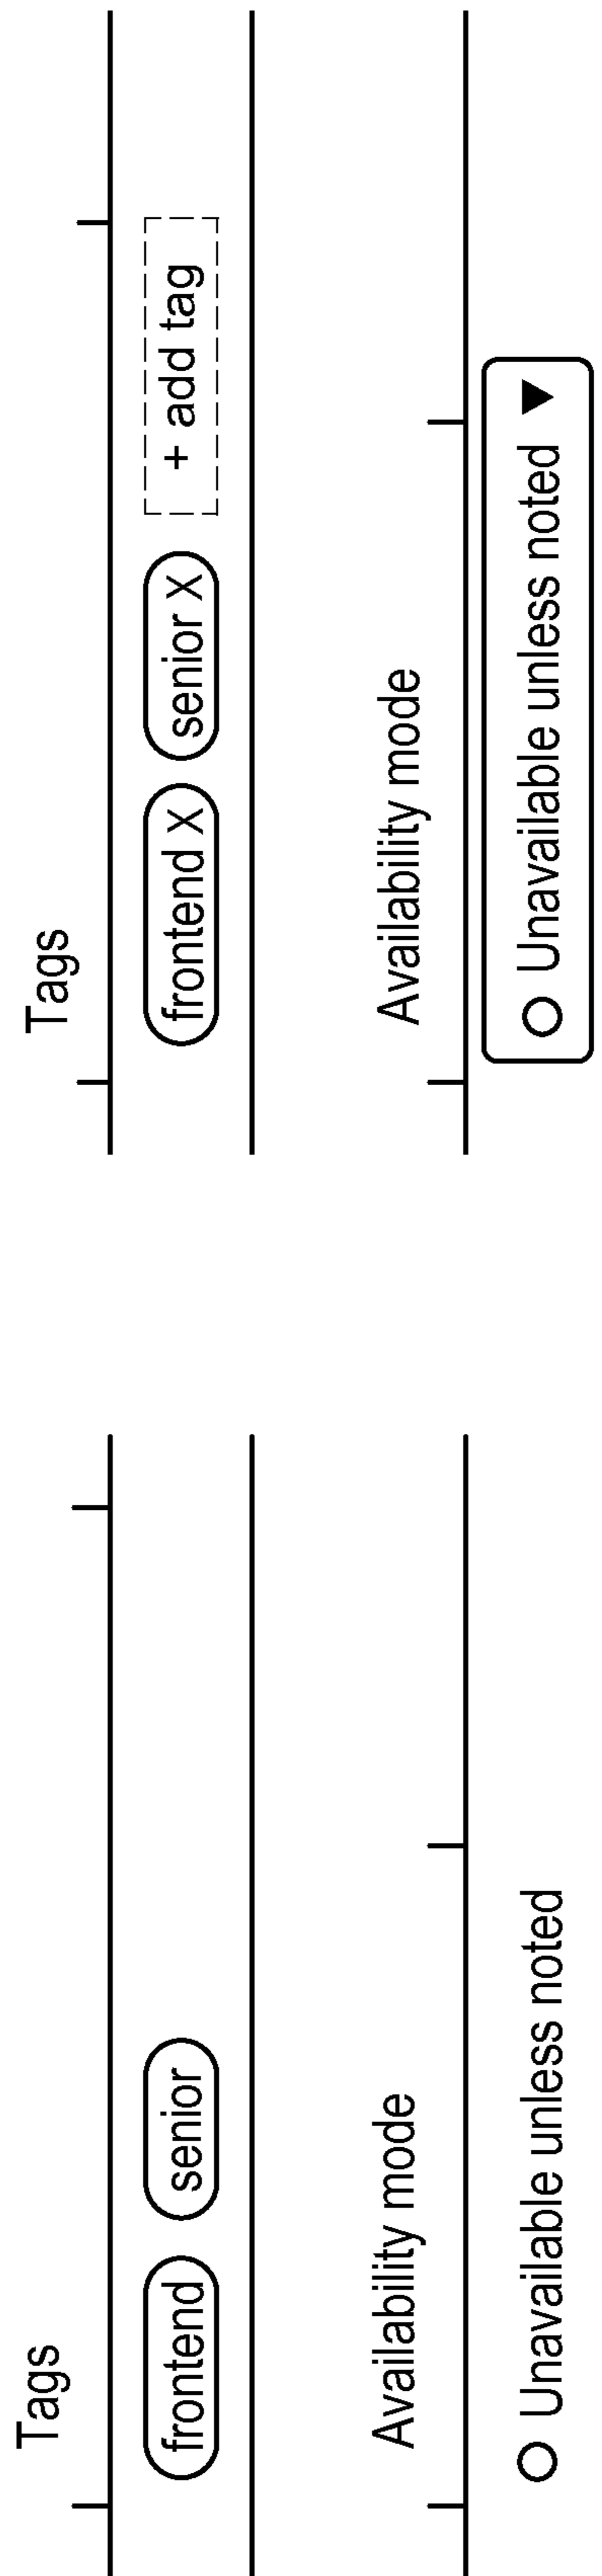 Tags
frontend senior
Availability mode
Unavailable unless noted
Tags
frontend X senior X + add tag
Availability mode
Unavailable unless noted ▼